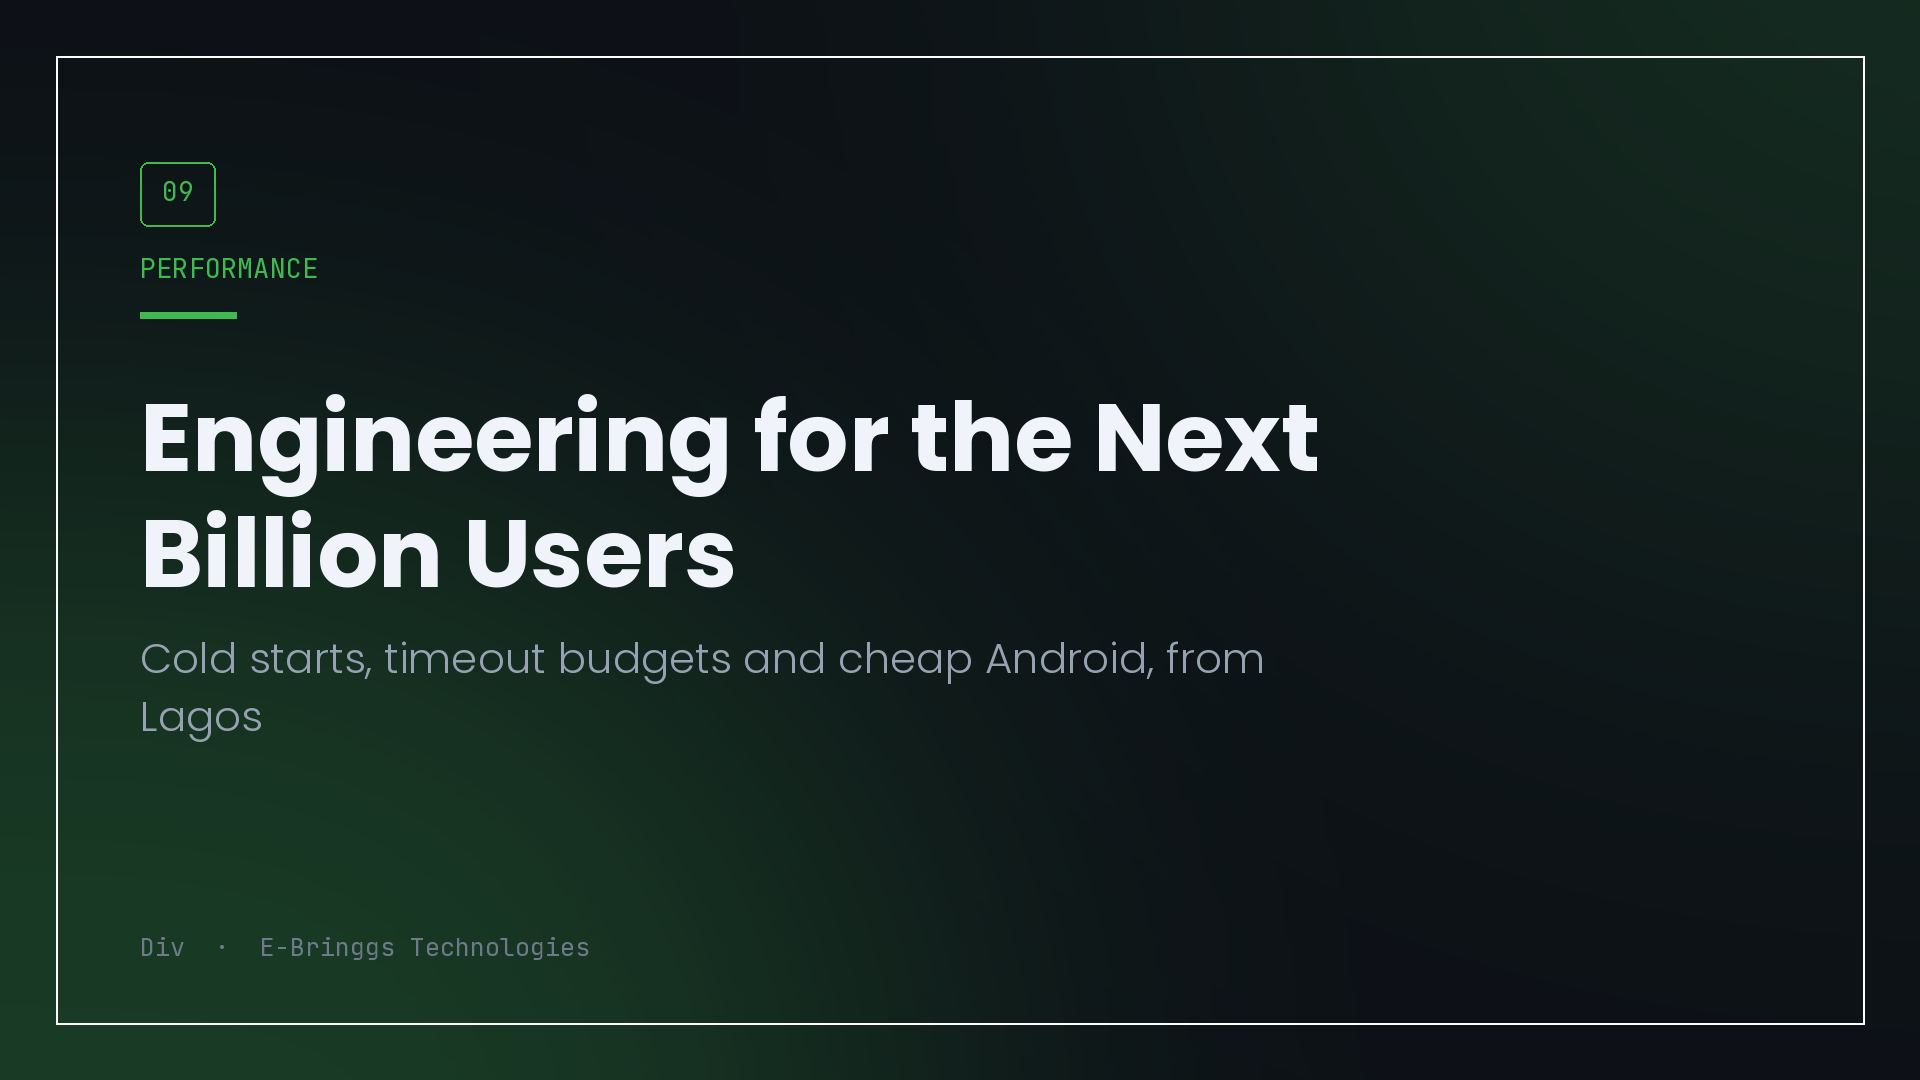 09
PERFORMANCE
Engineering for the Next
Billion Users
Cold starts, timeout budgets and cheap Android, from
Lagos
Div · E-Bringgs Technologies